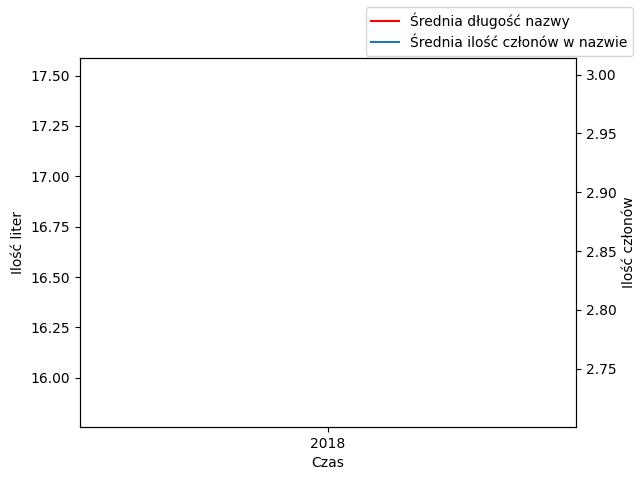 Średnia długość nazwy
Średnia ilość członów w nazwie
17.50
17.25
17.00
16.75
16.50
16.25
16.00
Ilość liter
3.00
2.95
2.90
2.85
2.80
2.75
Ilość członów
2018
Czas